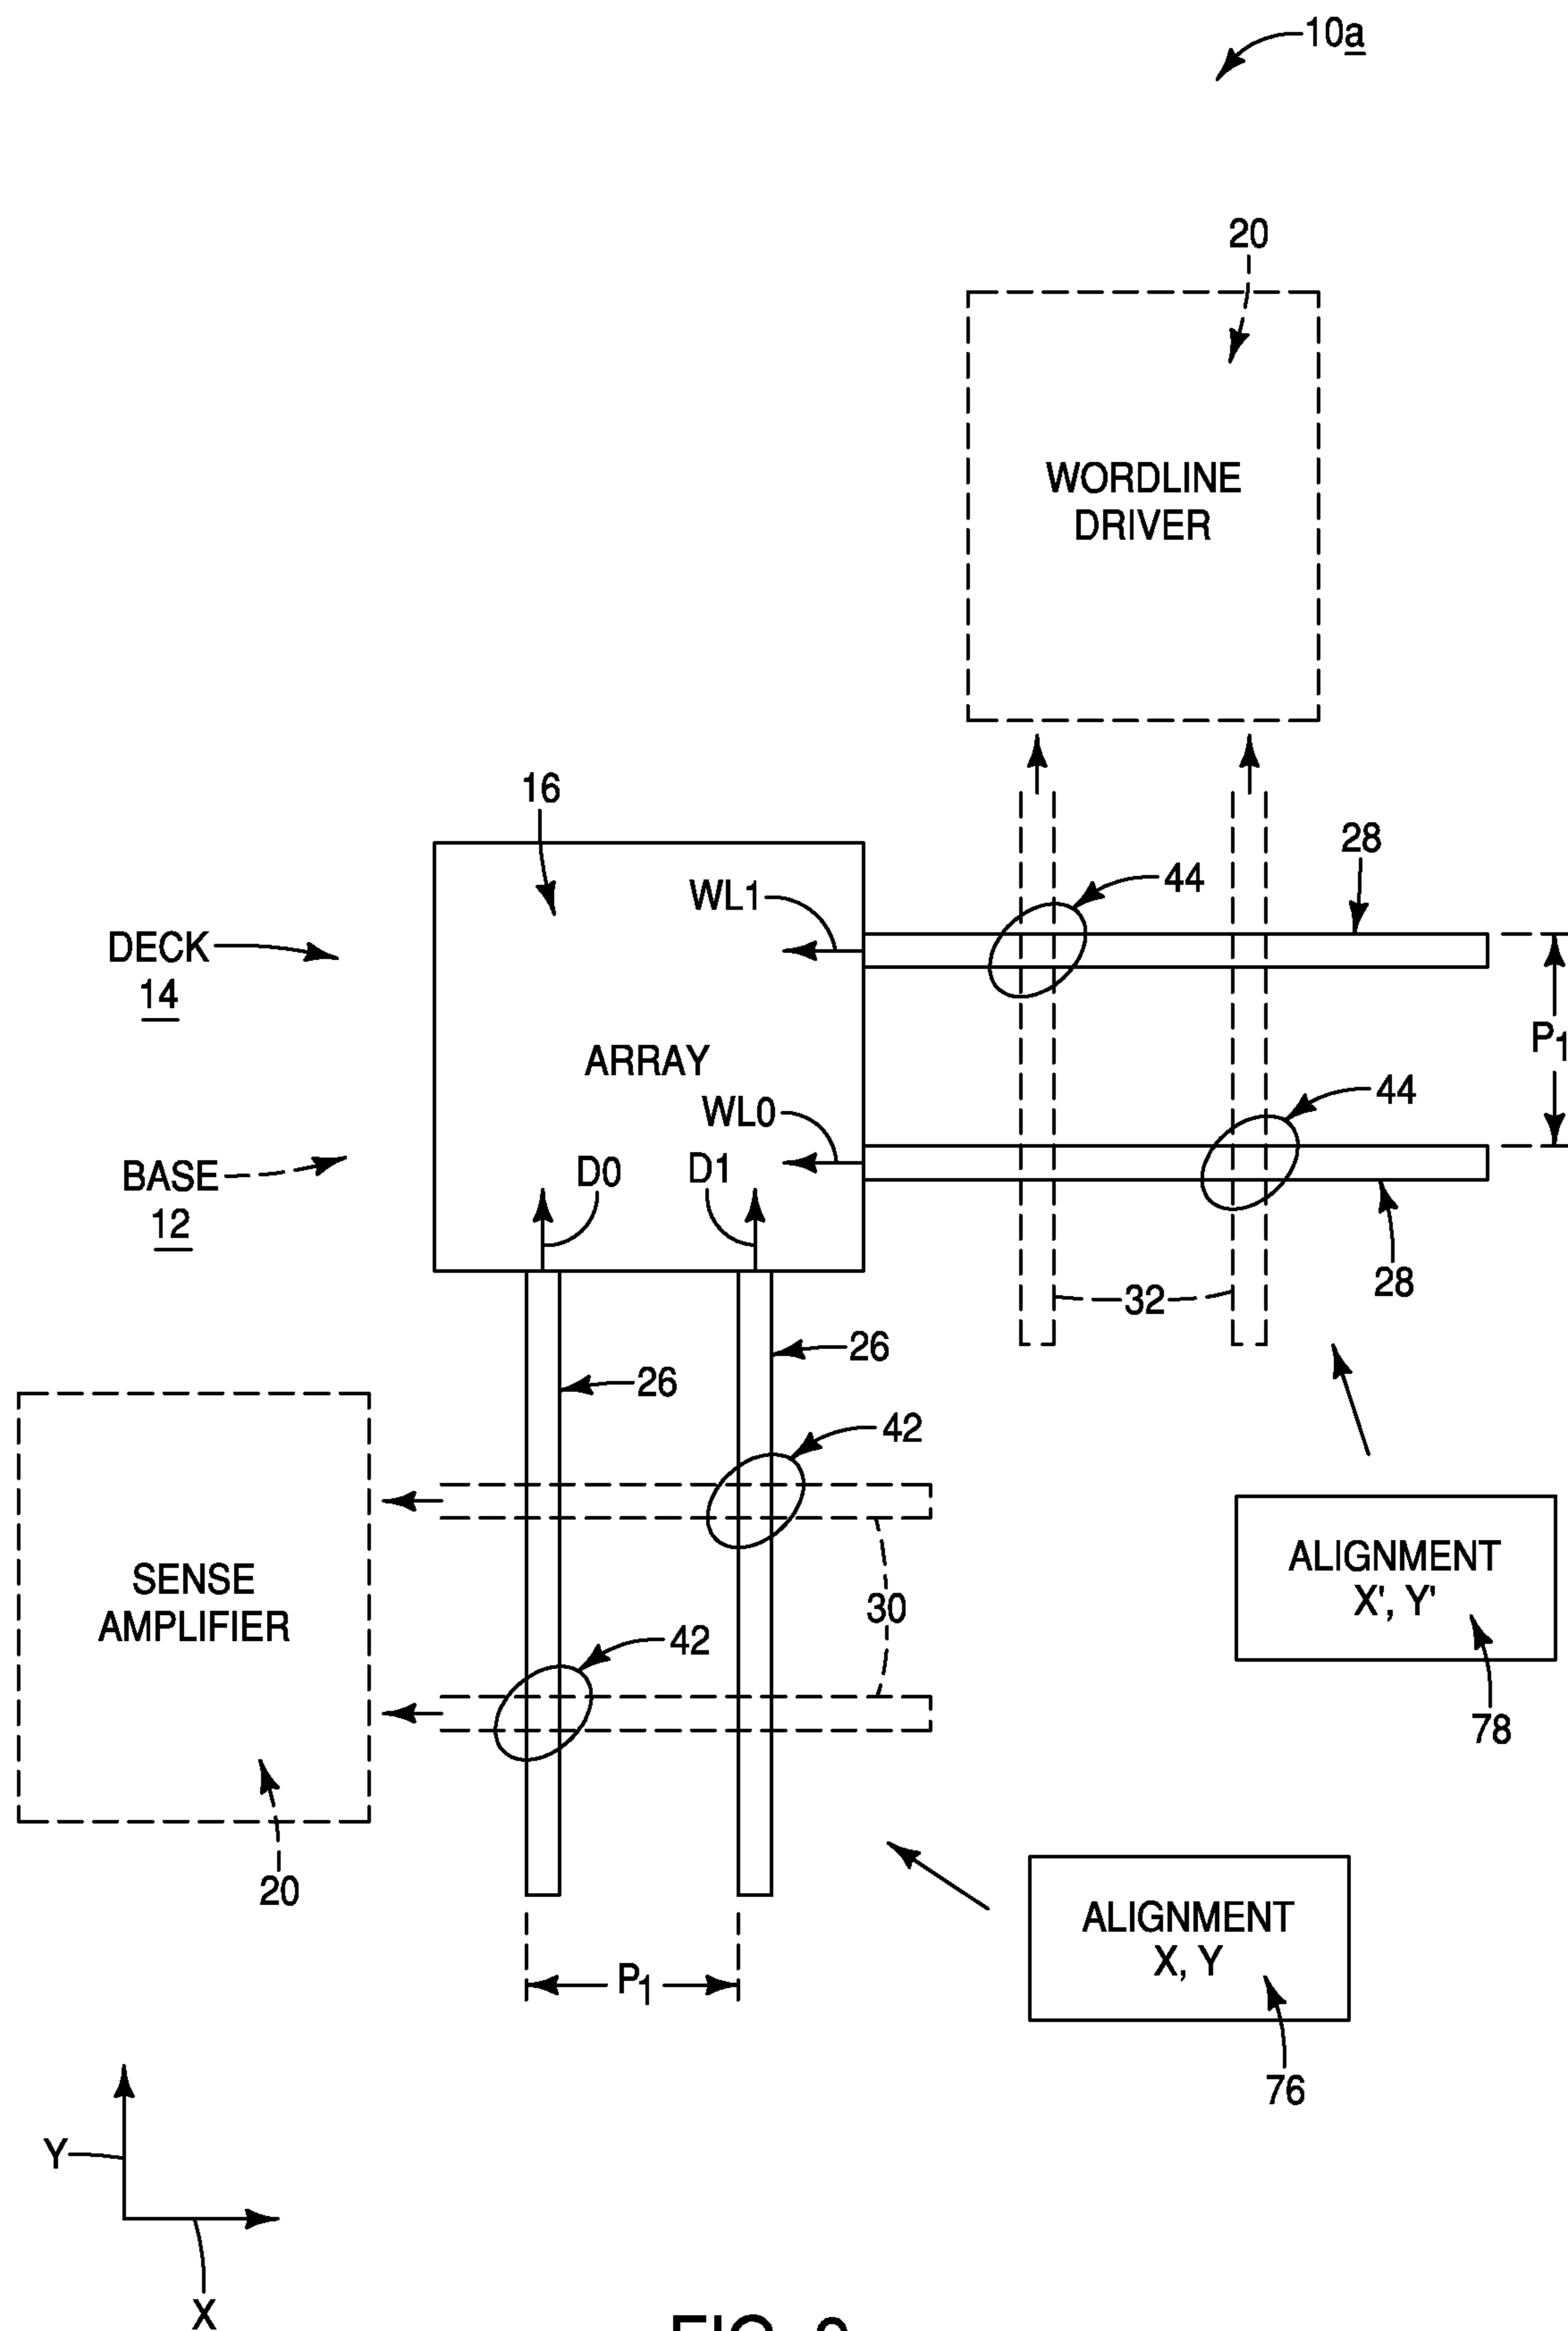 10a
20
WORDLINE
DRIVER
16
28
WL1
44
DECK
14
P1
ARRAY
WL0
44
BASE
12
D0
D1
28
32
26
26
42
SENSE
AMPLIFIER
30
ALIGNMENT
X', Y'
42
78
20
ALIGNMENT
X, Y
P1
76
Y
X